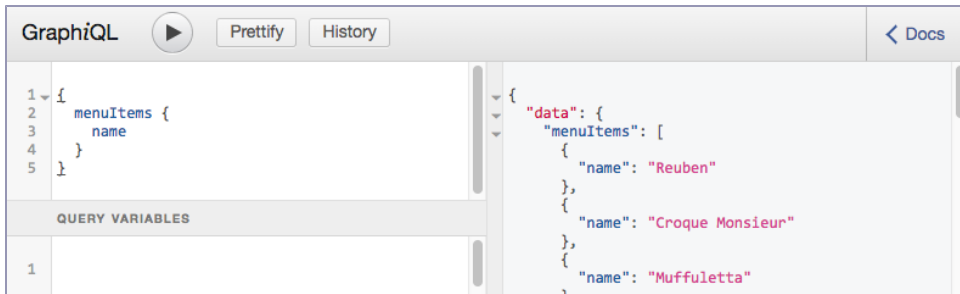 GraphiQL Prettify History < Docs
1 {
2 menuItems {
3 name
4 }
5 }
QUERY VARIABLES
1
{
"data": {
"menuItems": [
{
"name": "Reuben"
},
{
"name": "Croque Monsieur"
},
{
"name": "Muffuletta"
}